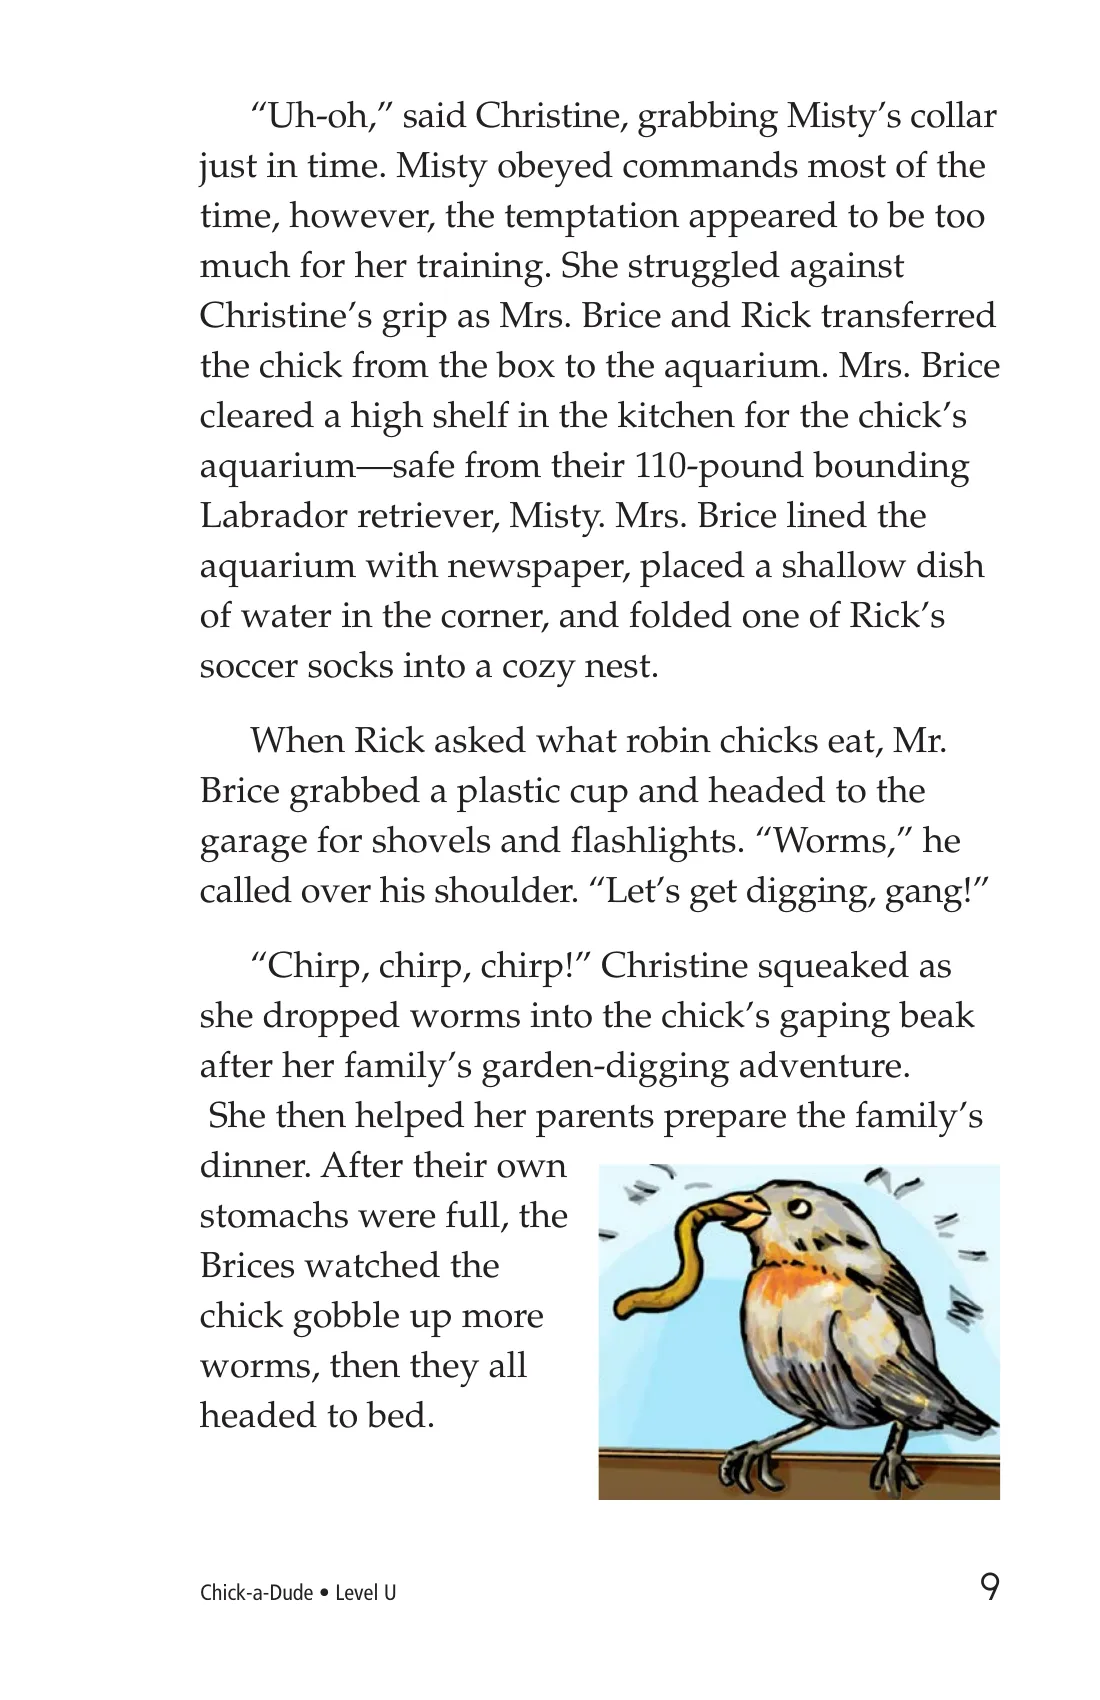 “Uh-oh,” said Christine, grabbing Misty’s collar
just in time. Misty obeyed commands most of the
time, however, the temptation appeared to be too
much for her training. She struggled against
Christine’s grip as Mrs. Brice and Rick transferred
the chick from the box to the aquarium. Mrs. Brice
cleared a high shelf in the kitchen for the chick’s
aquarium—safe from their 110-pound bounding
Labrador retriever, Misty. Mrs. Brice lined the
aquarium with newspaper, placed a shallow dish
of water in the corner, and folded one of Rick’s
soccer socks into a cozy nest.
When Rick asked what robin chicks eat, Mr.
Brice grabbed a plastic cup and headed to the
garage for shovels and flashlights. “Worms,” he
called over his shoulder. “Let’s get digging, gang!”
“Chirp, chirp, chirp!” Christine squeaked as
she dropped worms into the chick’s gaping beak
after her family’s garden-digging adventure.
She then helped her parents prepare the family’s
dinner. After their own
stomachs were full, the
Brices watched the
chick gobble up more
worms, then they all
headed to bed.
Chick-a-Dude • Level U
9